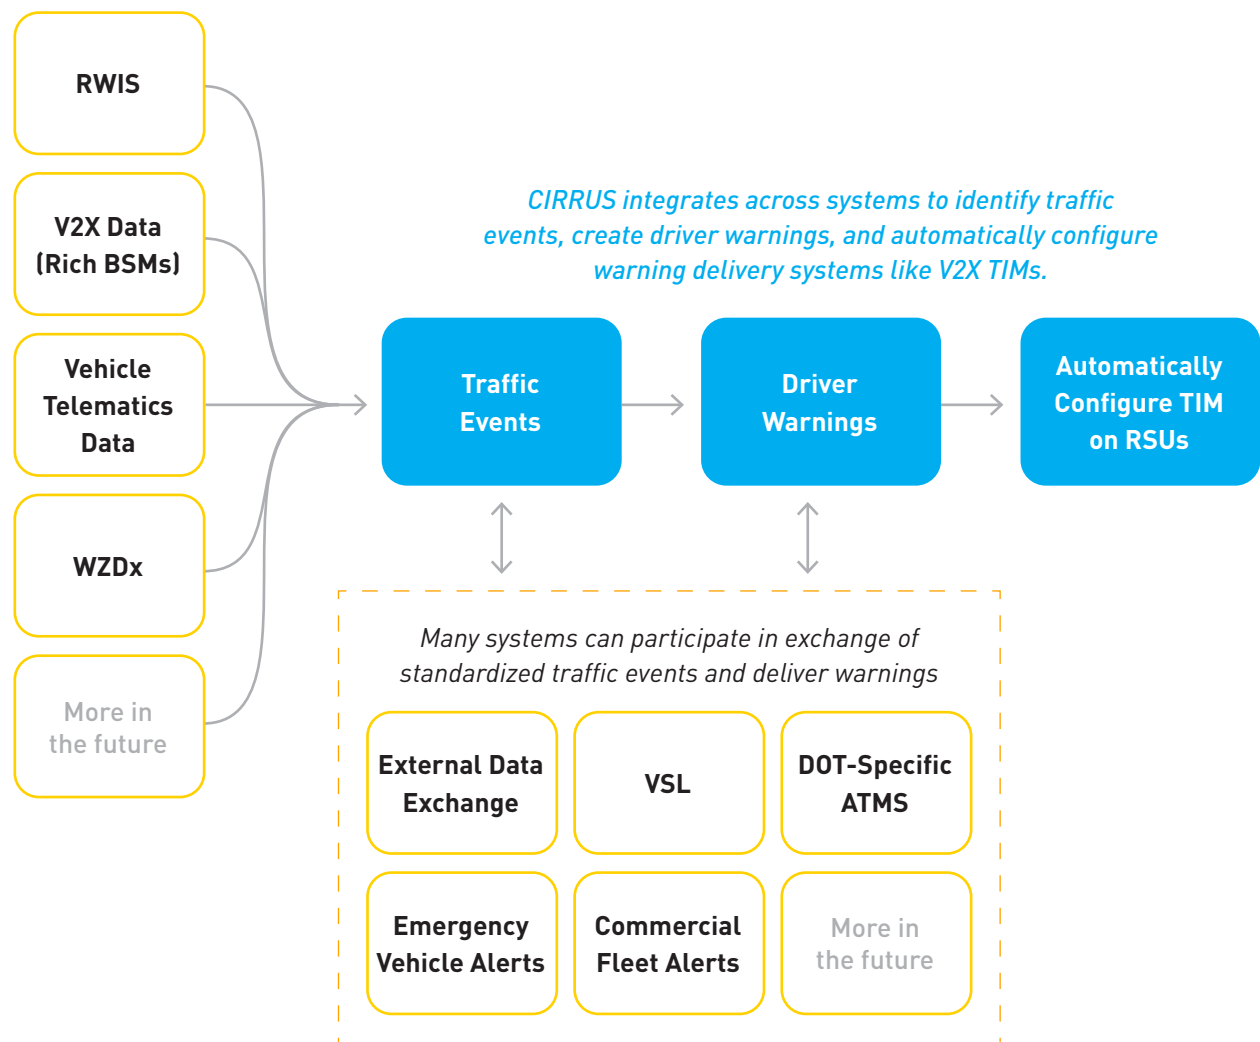 RWIS
V2X Data
(Rich BSMs)
Vehicle
Telematics
Data
WZDx
More in
the future
CIRRUS integrates across systems to identify traffic
events, create driver warnings, and automatically configure
warning delivery systems like V2X TIMs.
Traffic
Events
Driver
Warnings
Automatically
Configure TIM
on RSUs
Many systems can participate in exchange of
standardized traffic events and deliver warnings
External Data
Exchange
VSL
DOT-Specific
ATMS
Emergency
Vehicle Alerts
Commercial
Fleet Alerts
More in
the future